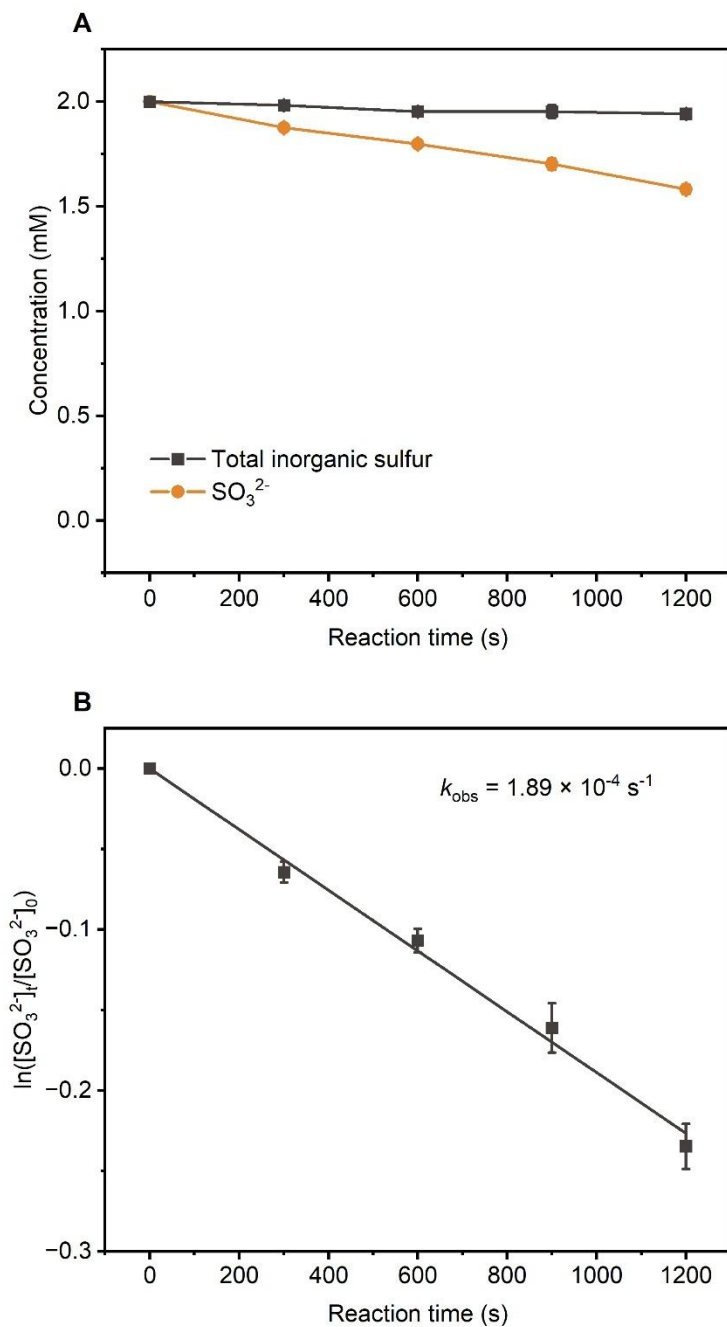 A
Concentration (mM)
2.0
1.5
1.0
0.5
0.0
Total inorganic sulfur
SO₃²⁻
0 200 400 600 800 1000 1200
Reaction time (s)
B
ln([SO₃²⁻]ₜ/[SO₃²⁻]₀)
k_obs = 1.89 × 10⁻⁴ s⁻¹
0.0
−0.1
−0.2
−0.3
0 200 400 600 800 1000 1200
Reaction time (s)